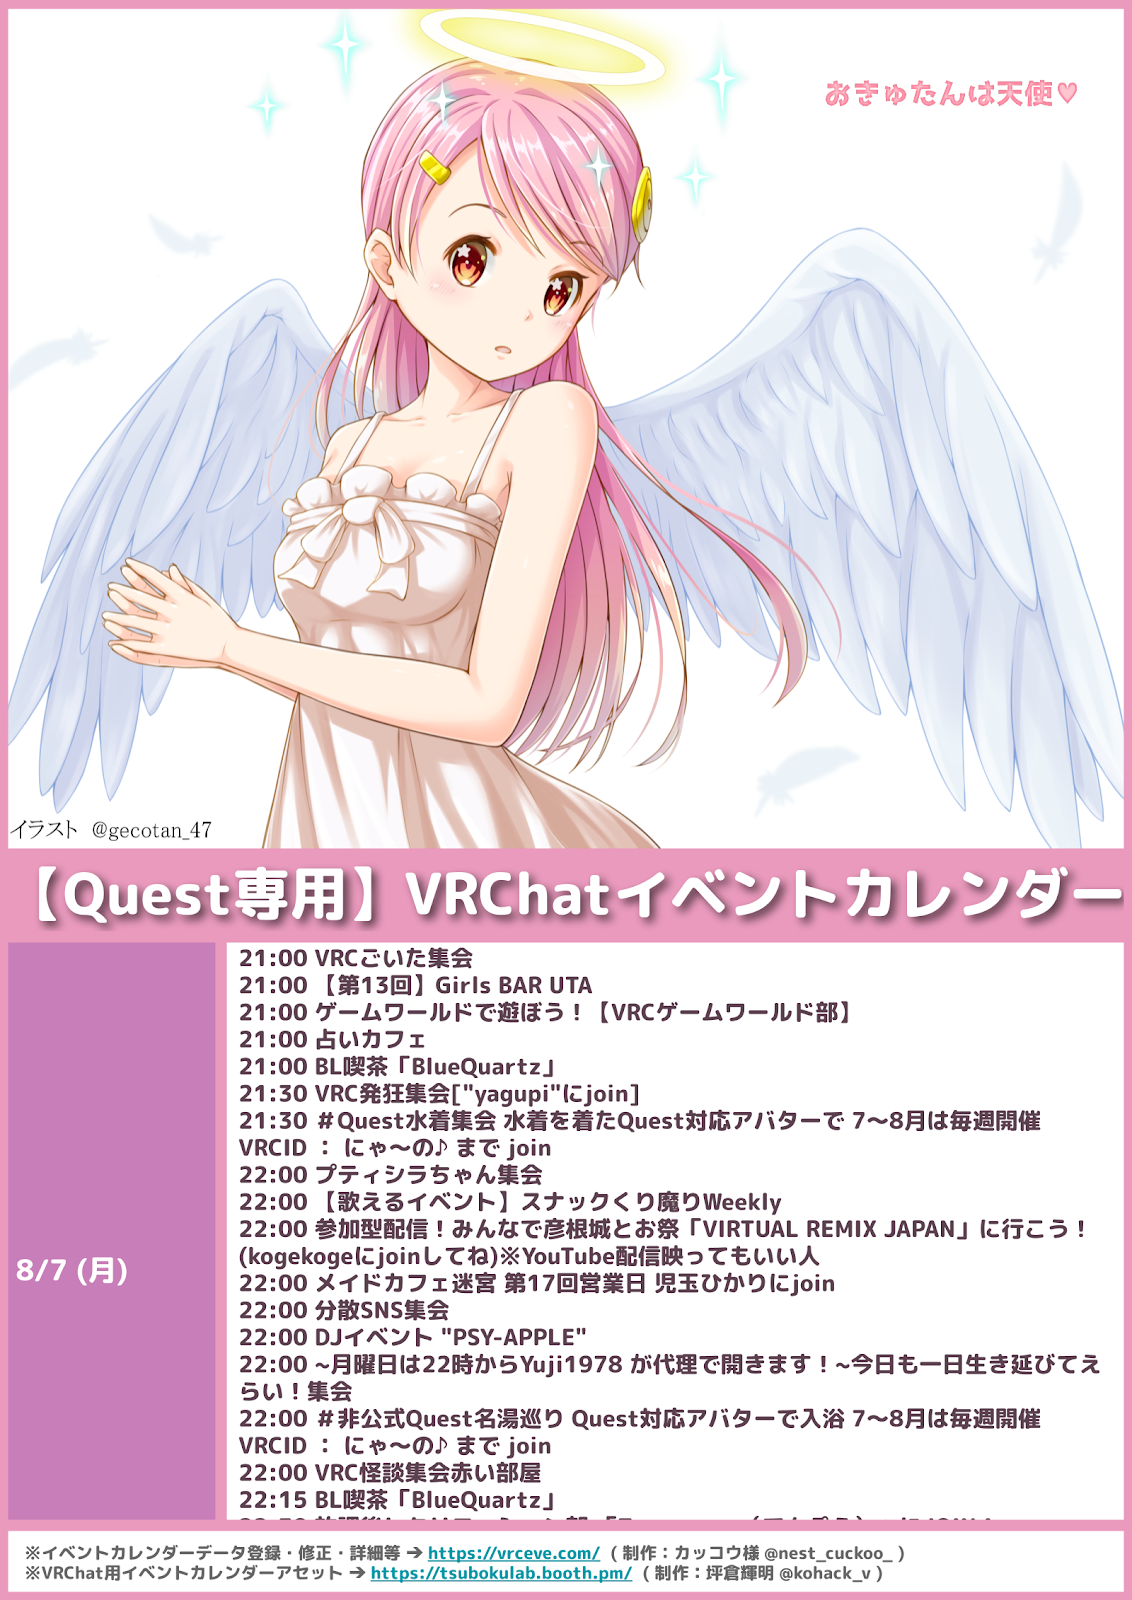 おきゅたんは天使♥
イラスト @gecotan_47
【Quest専用】VRChatイベントカレンダー
8/7 (月)
21:00 VRCごいた集会
21:00 【第13回】Girls BAR UTA
21:00 ゲームワールドで遊ぼう！【VRCゲームワールド部】
21:00 占いカフェ
21:00 BL喫茶「BlueQuartz」
21:30 VRC発狂集会["yagupi"にjoin]
21:30 ＃Quest水着集会 水着を着たQuest対応アバターで 7〜8月は毎週開催
VRCID ： にゃ〜の♪ まで join
22:00 プティシラちゃん集会
22:00 【歌えるイベント】スナックくり魔りWeekly
22:00 参加型配信！みんなで彦根城とお祭「VIRTUAL REMIX JAPAN」に行こう！
(kogekogeにjoinしてね)※YouTube配信映ってもいい人
22:00 メイドカフェ迷宮 第17回営業日 児玉ひかりにjoin
22:00 分散SNS集会
22:00 DJイベント "PSY-APPLE"
22:00 ~月曜日は22時からYuji1978 が代理で開きます！~今日も一日生き延びてえ
らい！集会
22:00 ＃非公式Quest名湯巡り Quest対応アバターで入浴 7〜8月は毎週開催
VRCID ： にゃ〜の♪ まで join
22:00 VRC怪談集会赤い部屋
22:15 BL喫茶「BlueQuartz」
※イベントカレンダーデータ登録・修正・詳細等 ➔ https://vrceve.com/ ( 制作：カッコウ様 @nest_cuckoo_ )
※VRChat用イベントカレンダーアセット ➔ https://tsubokulab.booth.pm/ ( 制作：坪倉輝明 @kohack_v )